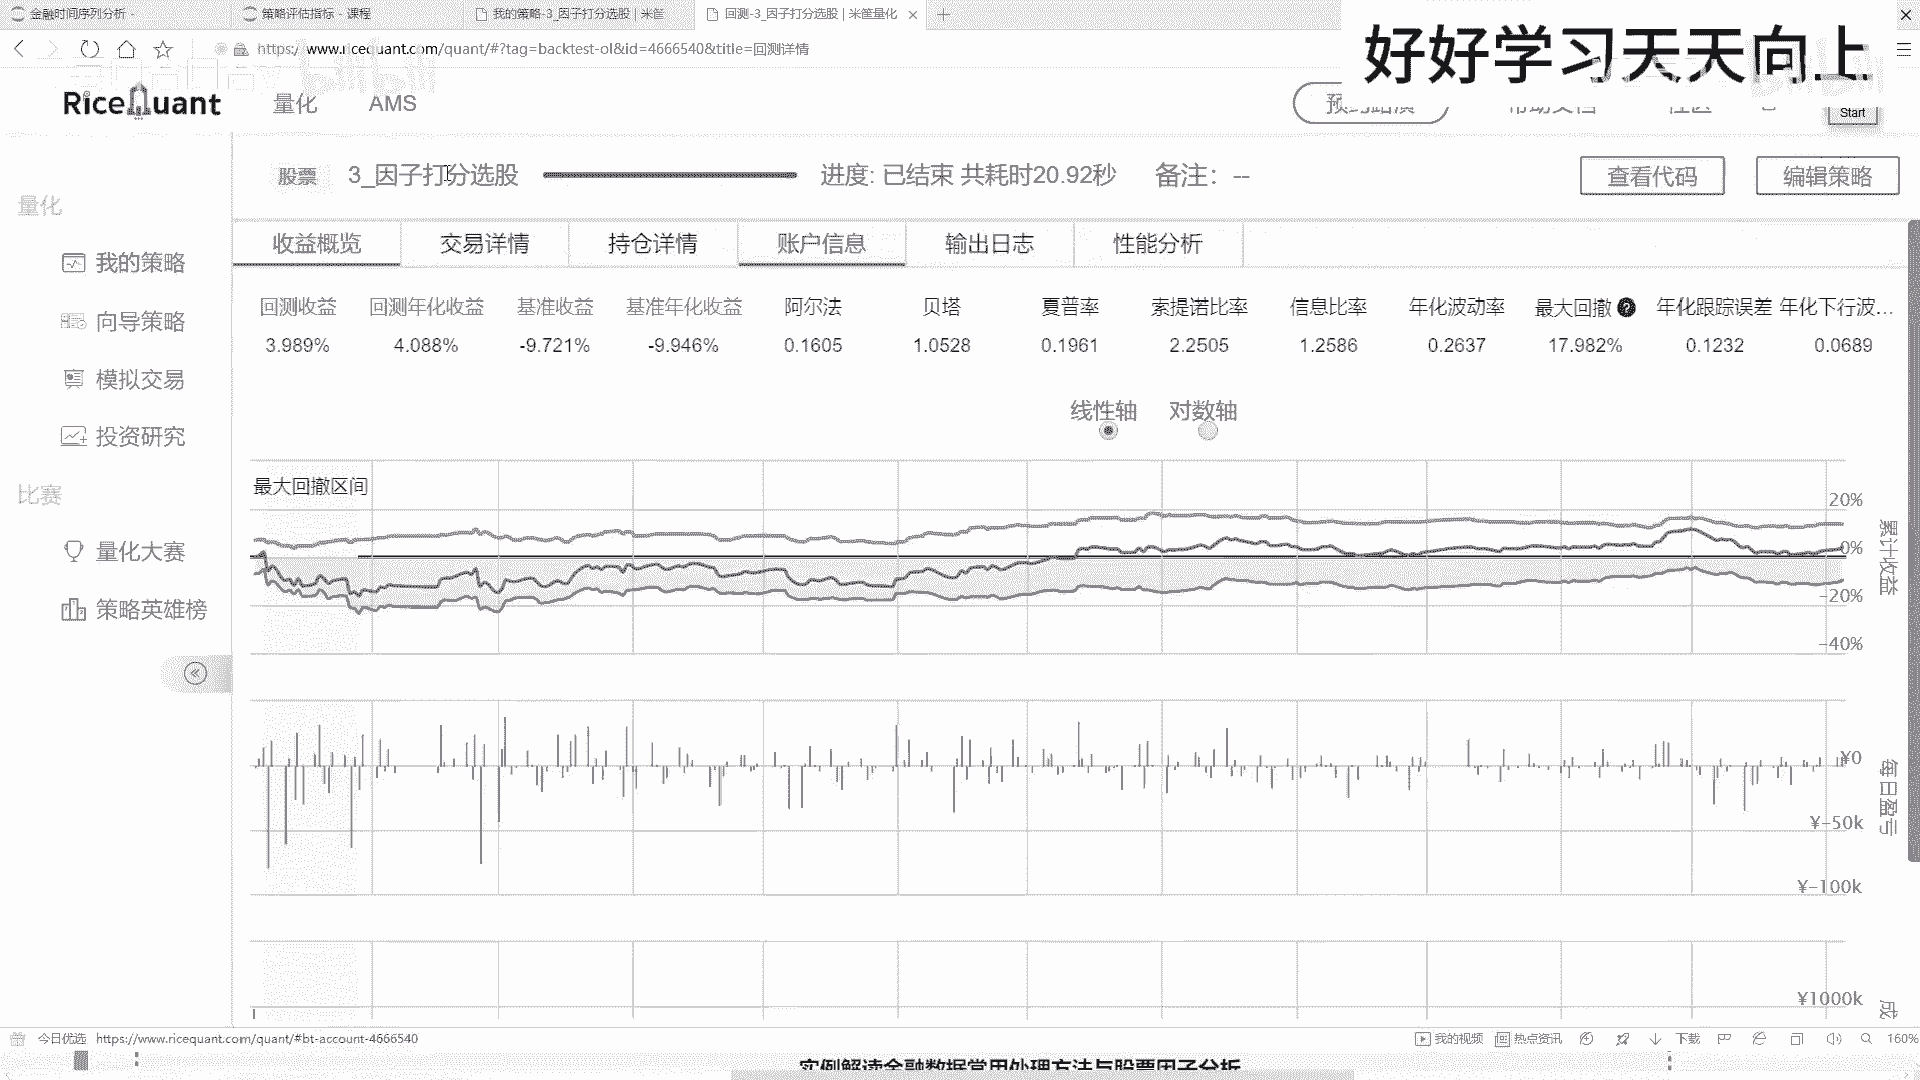 金融时间序列分析 - 
策略评估指标 - 课程
我的策略-3_因子打分选股 | 米筐
回测-3_因子打分选股 | 米筐量化
https://www.ricequant.com/quant/#?tag=backtest-ol&id=4666540&title=回测详情
好好学习天天向上
RiceQuant
量化
AMS
Start
股票
3_因子打分选股
进度: 已结束 共耗时20.92秒
备注: --
查看代码
编辑策略
量化
我的策略
向导策略
模拟交易
投资研究
比赛
量化大赛
策略英雄榜
收益概览
交易详情
持仓详情
账户信息
输出日志
性能分析
回测收益 回测年化收益 基准收益 基准年化收益 阿尔法 贝塔 夏普率 索提诺比率 信息比率 年化波动率 最大回撤 年化跟踪误差 年化下行波...
3.989% 4.088% -9.721% -9.946% 0.1605 1.0528 0.1961 2.2505 1.2586 0.2637 17.982% 0.1232 0.0689
线性轴 对数轴
最大回撤区间
20%
0%
-20%
-40%
累计收益
¥0
¥-50k
¥-100k
每日盈亏
¥1000k
成
今日优选 https://www.ricequant.com/quant/#bt-account-4666540
我的视频
热点资讯
下载
160%
实例解读金融数据常用处理方法与股票因子分析